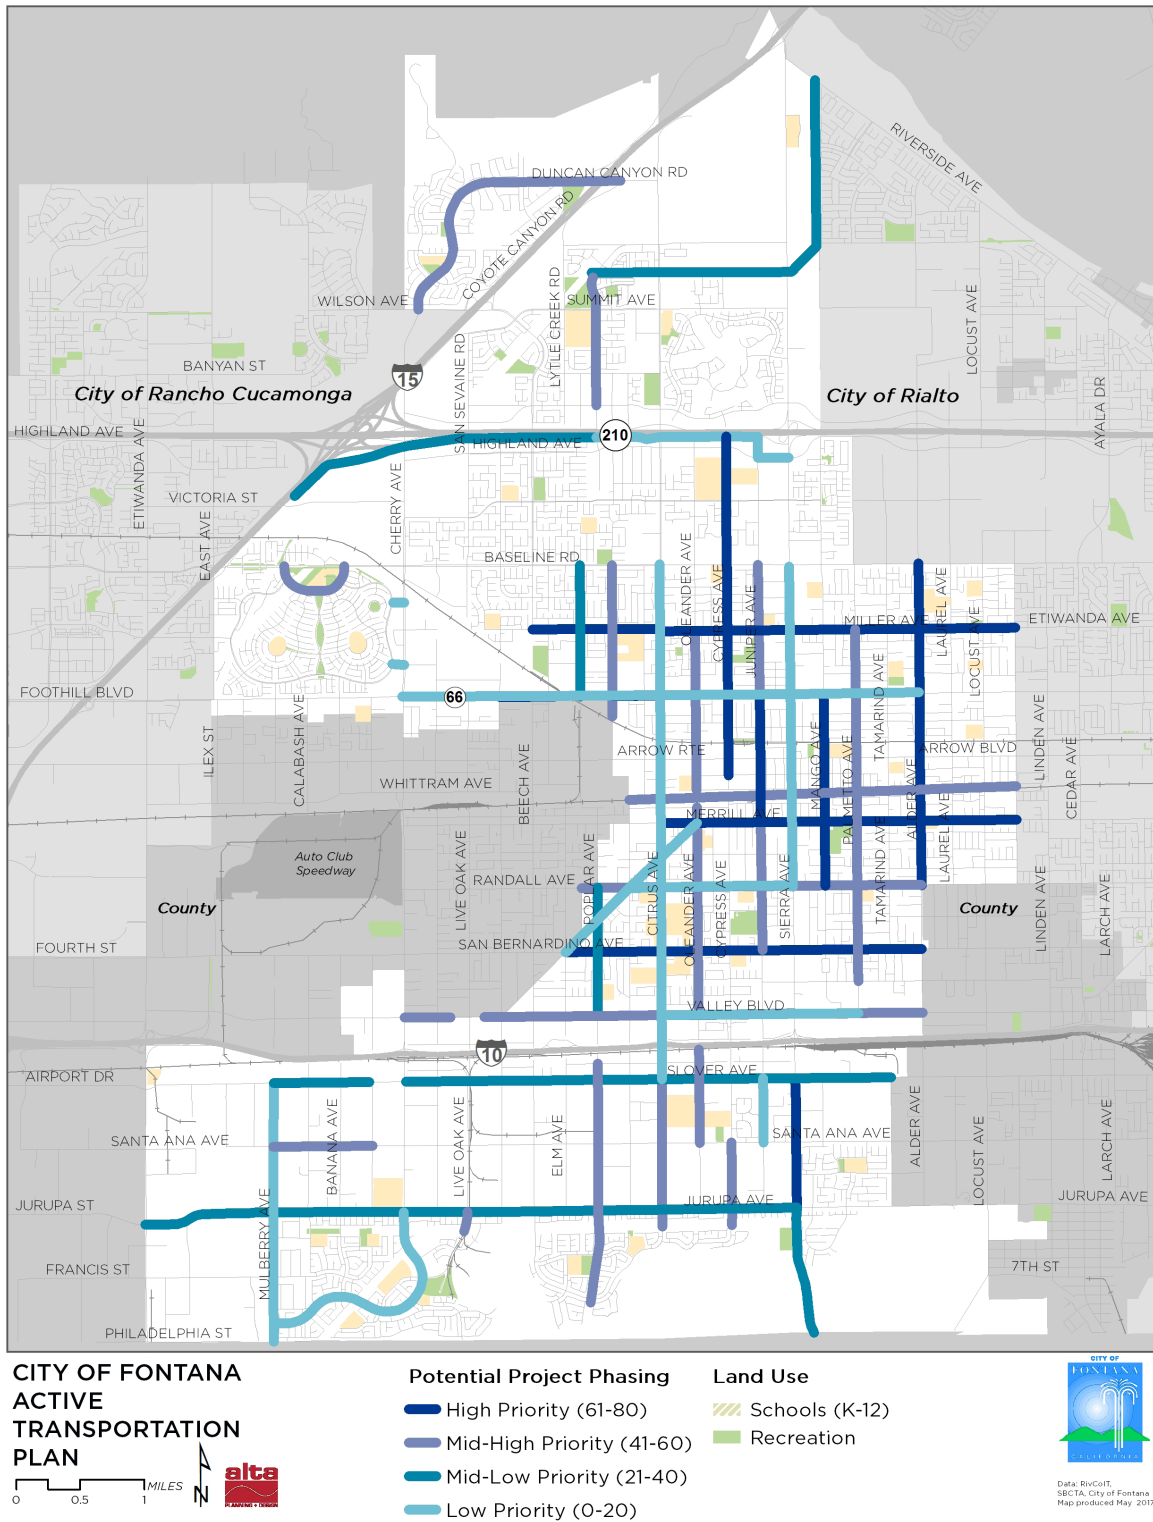 DUNCAN CANYON RD
RIVERSIDE AVE
COYOTE CANYON RD
WILSON AVE
LYTLE CREEK RD
SUMMIT AVE
LOCUST AVE
BANYAN ST
15
SAN SEVAINE RD
City of Rancho Cucamonga
City of Rialto
AYALA DR
HIGHLAND AVE
ETIWANDA AVE
HIGHLAND AVE
210
VICTORIA ST
CHERRY AVE
EAST AVE
BASELINE RD
OLEANDER AVE
CYPRESS AVE
JUNIPER AVE
MILLER AVE
LAUREL AVE
LOCUST AVE
ETIWANDA AVE
FOOTHILL BLVD
66
TAMARIND AVE
ILEX ST
CALABASH AVE
ARROW RTE
ARROW BLVD
LINDEN AVE
CEDAR AVE
WHITTRAM AVE
BEECH AVE
MANGO AVE
PALMETTO AVE
ALDER AVE
MERRILL AVE
Auto Club
Speedway
LIVE OAK AVE
POPLAR AVE
RANDALL AVE
CITRUS AVE
OLEANDER AVE
CYPRESS AVE
SIERRA AVE
TAMARIND AVE
LAUREL AVE
LINDEN AVE
LARCH AVE
County
County
FOURTH ST
SAN BERNARDINO AVE
VALLEY BLVD
10
AIRPORT DR
SLOVER AVE
SANTA ANA AVE
BANANA AVE
LIVE OAK AVE
ELM AVE
SANTA ANA AVE
ALDER AVE
LOCUST AVE
LARCH AVE
JURUPA ST
MULBERRY AVE
JURUPA AVE
JURUPA AVE
FRANCIS ST
7TH ST
PHILADELPHIA ST
CITY OF FONTANA
ACTIVE
TRANSPORTATION
PLAN
0 0.5 1 MILES
N
alta
PLANNING + DESIGN
Potential Project Phasing
High Priority (61-80)
Mid-High Priority (41-60)
Mid-Low Priority (21-40)
Low Priority (0-20)
Land Use
Schools (K-12)
Recreation
CITY OF
FONTANA
CALIFORNIA
Data: RivCoIT,
SBCTA, City of Fontana
Map produced May 2017